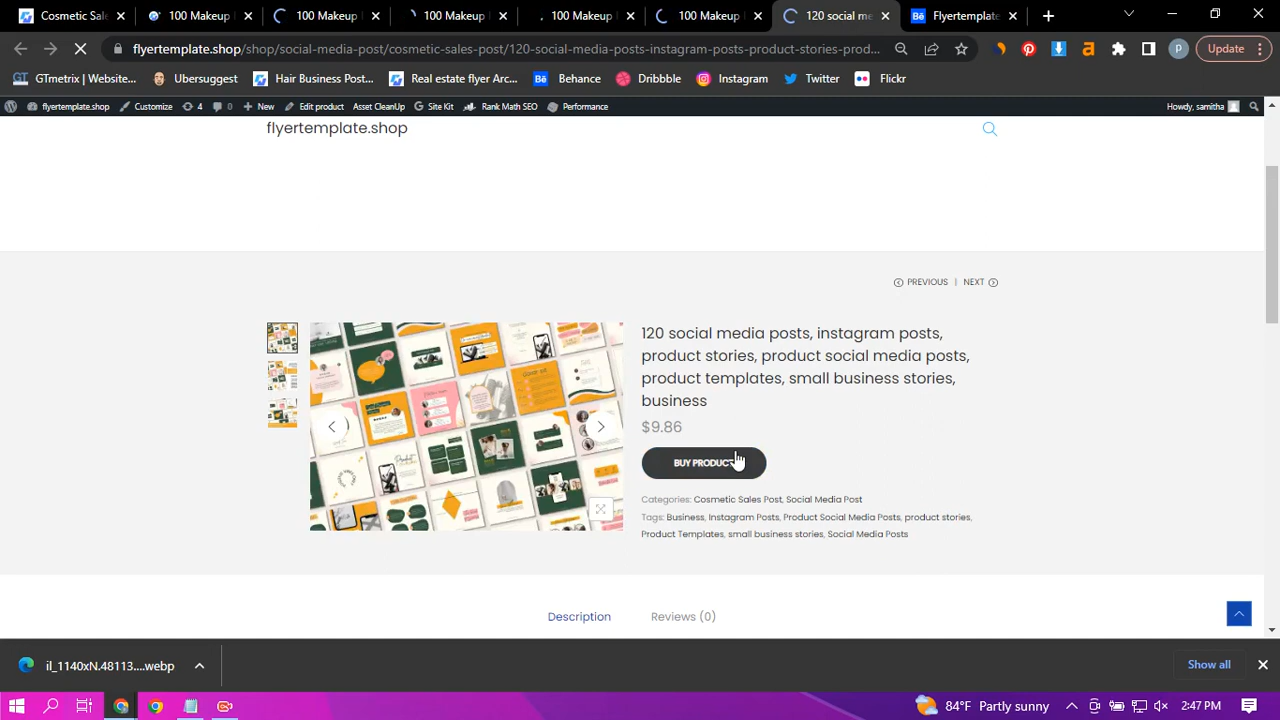 Cosmetic Sales 100 Makeup 100 Makeup 100 Makeup 100 Makeup 100 Makeup 120 social me Flyertemplate
flyertemplate.shop/shop/social-media-post/cosmetic-sales-post/120-social-media-posts-instagram-posts-product-stories-prod... P Update
GTmetrix | Website... Ubersuggest Hair Business Post... Real estate flyer Arc... Behance Dribbble Instagram Twitter Flickr
flyertemplate.shop Customize 4 0 New Edit product Asset CleanUp Site Kit Rank Math SEO Performance Howdy, samitha
flyertemplate.shop
PREVIOUS | NEXT
120 social media posts, instagram posts,
product stories, product social media posts,
product templates, small business stories,
business
$9.86
BUY PRODUCT
Categories: Cosmetic Sales Post, Social Media Post
Tags: Business, Instagram Posts, Product Social Media Posts, product stories,
Product Templates, small business stories, Social Media Posts
Description Reviews (0)
il_1140xN.48113....webp Show all
84°F Partly sunny 2:47 PM